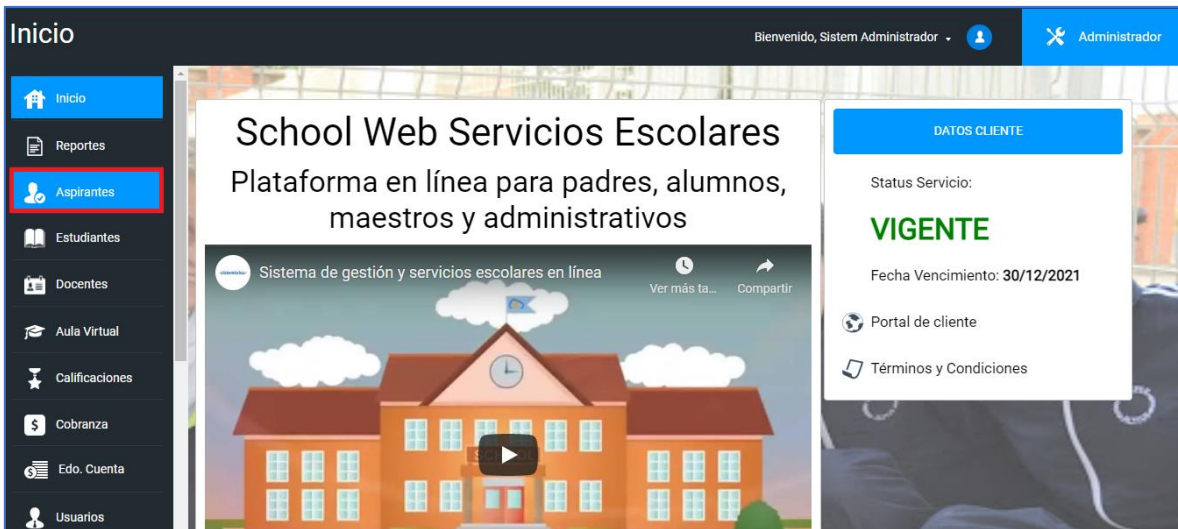 Inicio
Bienvenido, Sistem Administrador
Administrador
Inicio
Reportes
Aspirantes
Estudiantes
Docentes
Aula Virtual
Calificaciones
Cobranza
Edo. Cuenta
Usuarios
School Web Servicios Escolares
Plataforma en línea para padres, alumnos,
maestros y administrativos
Sistema de gestión y servicios escolares en línea
Ver más ta...
Compartir
SCHOOL
DATOS CLIENTE
Status Servicio:
VIGENTE
Fecha Vencimiento: 30/12/2021
Portal de cliente
Términos y Condiciones